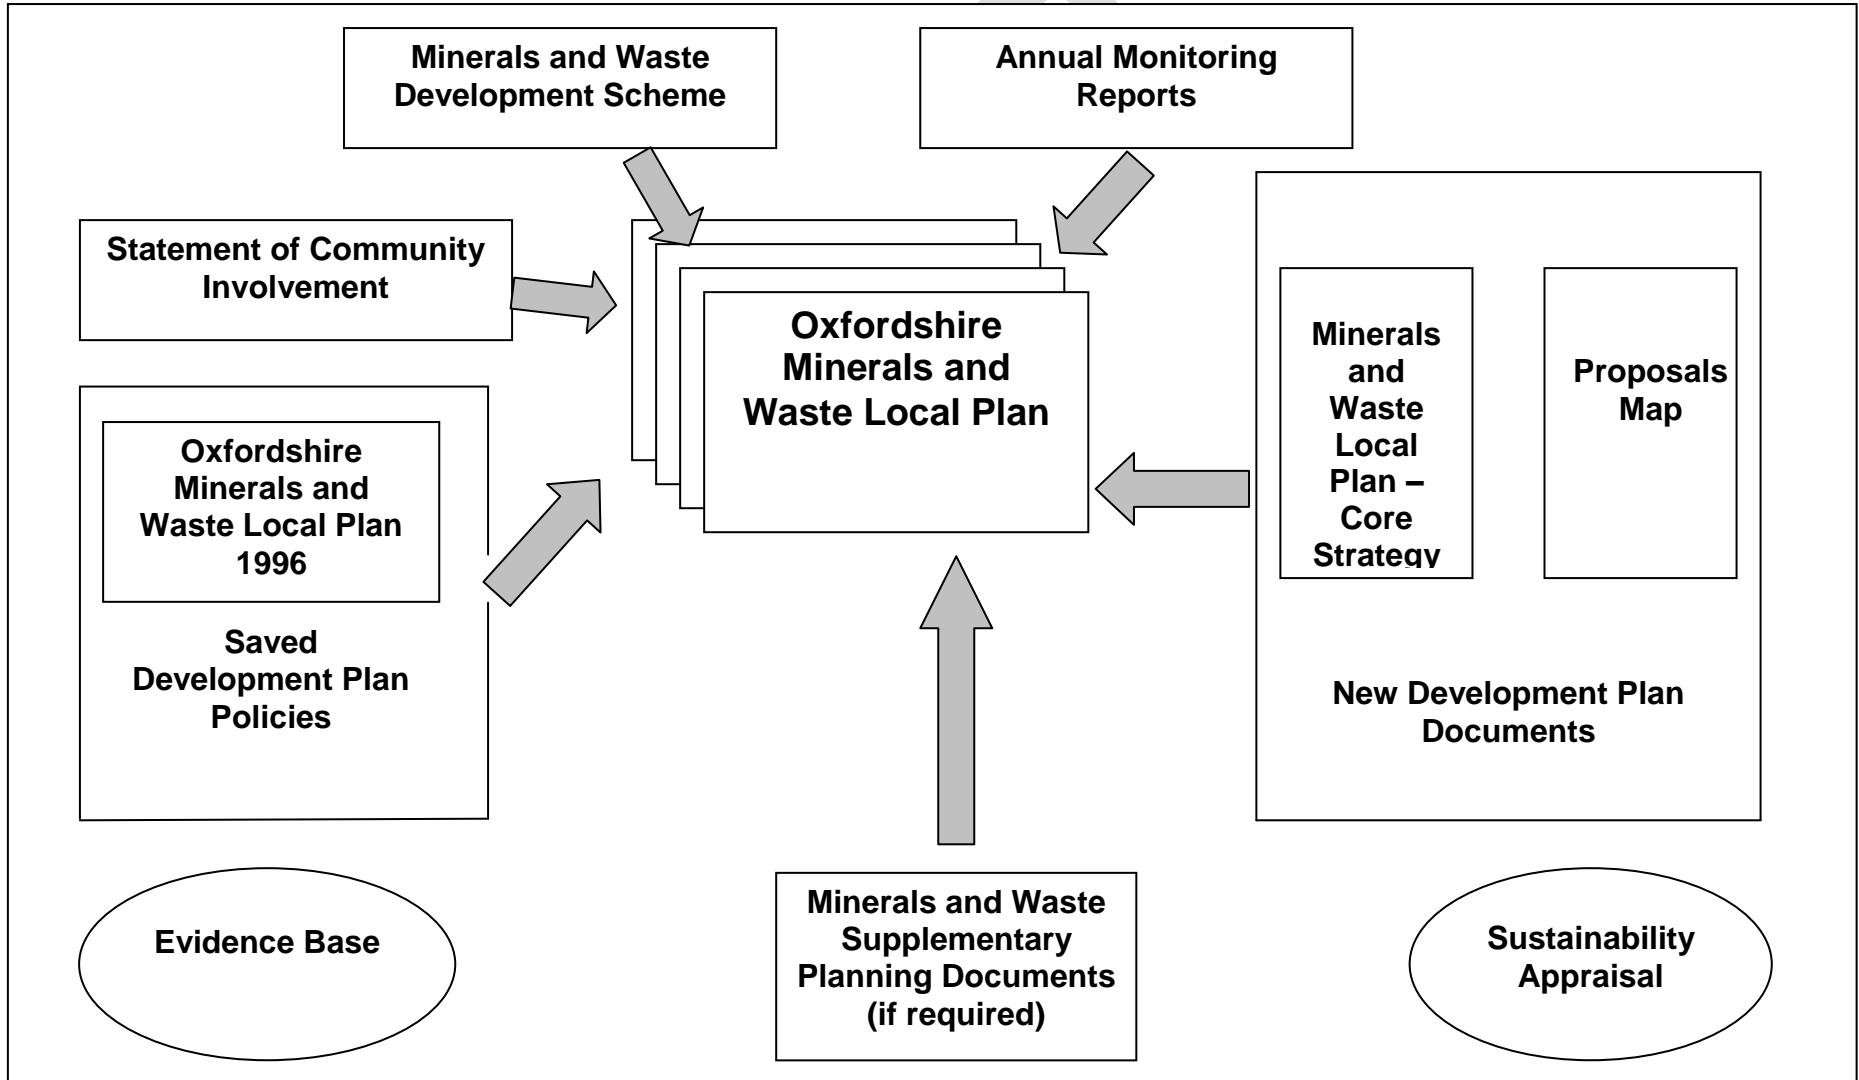 Minerals and Waste
Development Scheme
Annual Monitoring
Reports
Statement of Community
Involvement
Oxfordshire
Minerals and
Waste Local Plan
Minerals
and
Waste
Local
Plan –
Core
Strategy
Proposals
Map
Oxfordshire
Minerals and
Waste Local Plan
1996
Saved
Development Plan
Policies
New Development Plan
Documents
Evidence Base
Minerals and Waste
Supplementary
Planning Documents
(if required)
Sustainability
Appraisal